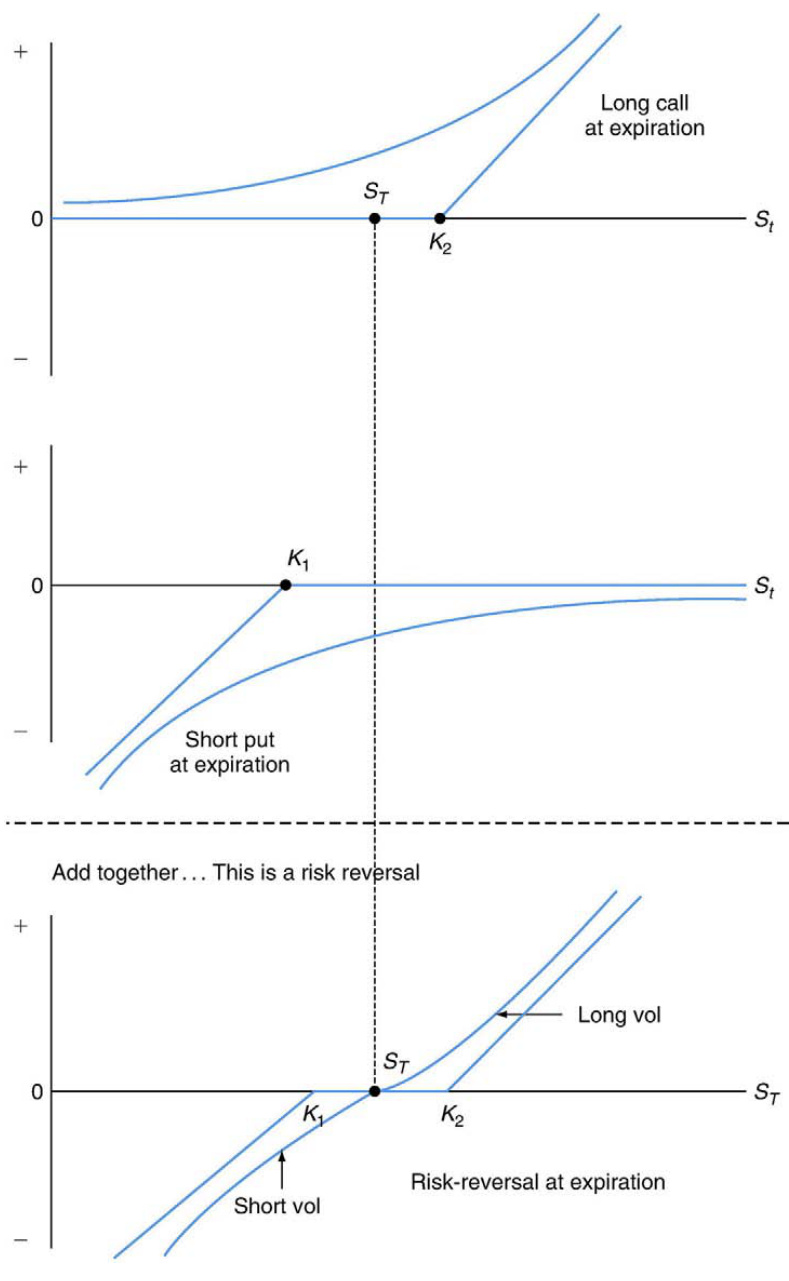 +
Long call
at expiration
S_T
0
S_t
K_2
–
+
K_1
0
S_t
–
Short put
at expiration
Add together... This is a risk reversal
+
Long vol
S_T
0
S_T
K_1
K_2
Risk-reversal at expiration
Short vol
–